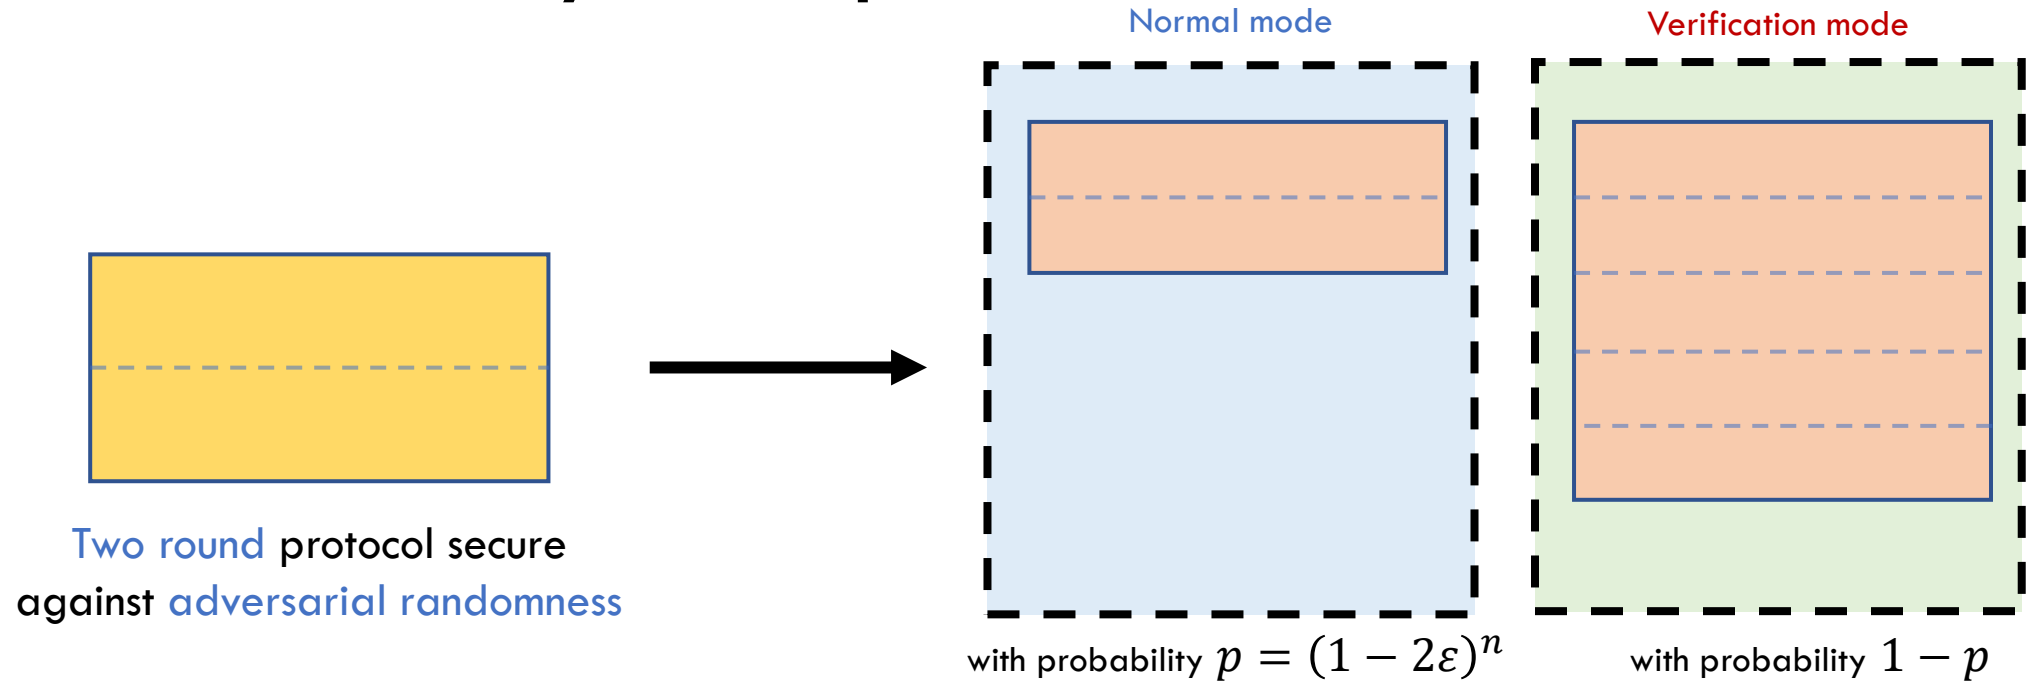 Normal mode
Verification mode
Two round protocol secure
against adversarial randomness
with probability p = (1 − 2ε)ⁿ
with probability 1 − p